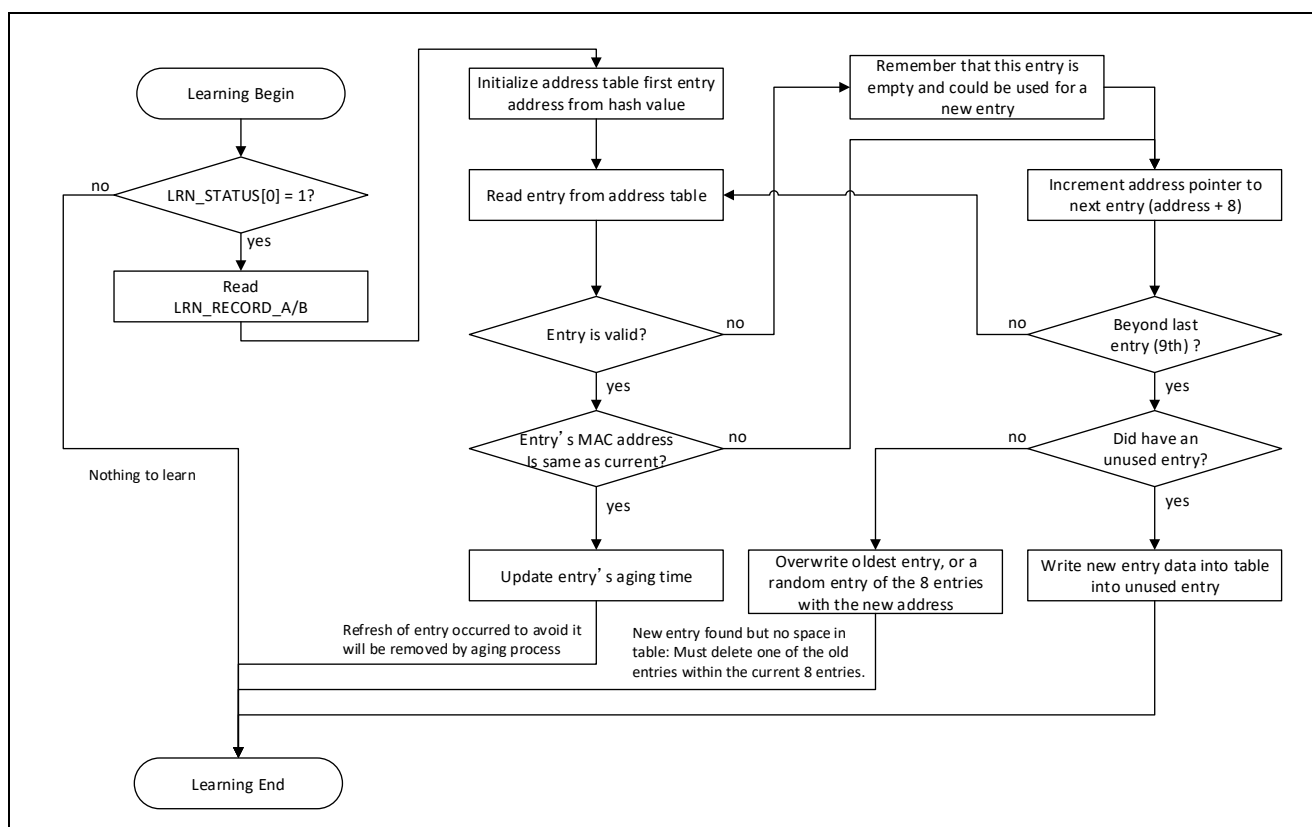 Learning Begin
no
LRN_STATUS[0] = 1?
yes
Read
LRN_RECORD_A/B
Nothing to learn
Initialize address table first entry
address from hash value
Read entry from address table
Entry is valid?
no
yes
Entry’s MAC address
Is same as current?
no
yes
Update entry’s aging time
Refresh of entry occurred to avoid it
will be removed by aging process
Remember that this entry is
empty and could be used for a
new entry
Increment address pointer to
next entry (address + 8)
no
Beyond last
entry (9th) ?
yes
no
Did have an
unused entry?
yes
Overwrite oldest entry, or a
random entry of the 8 entries
with the new address
New entry found but no space in
table: Must delete one of the old
entries within the current 8 entries.
Write new entry data into table
into unused entry
Learning End